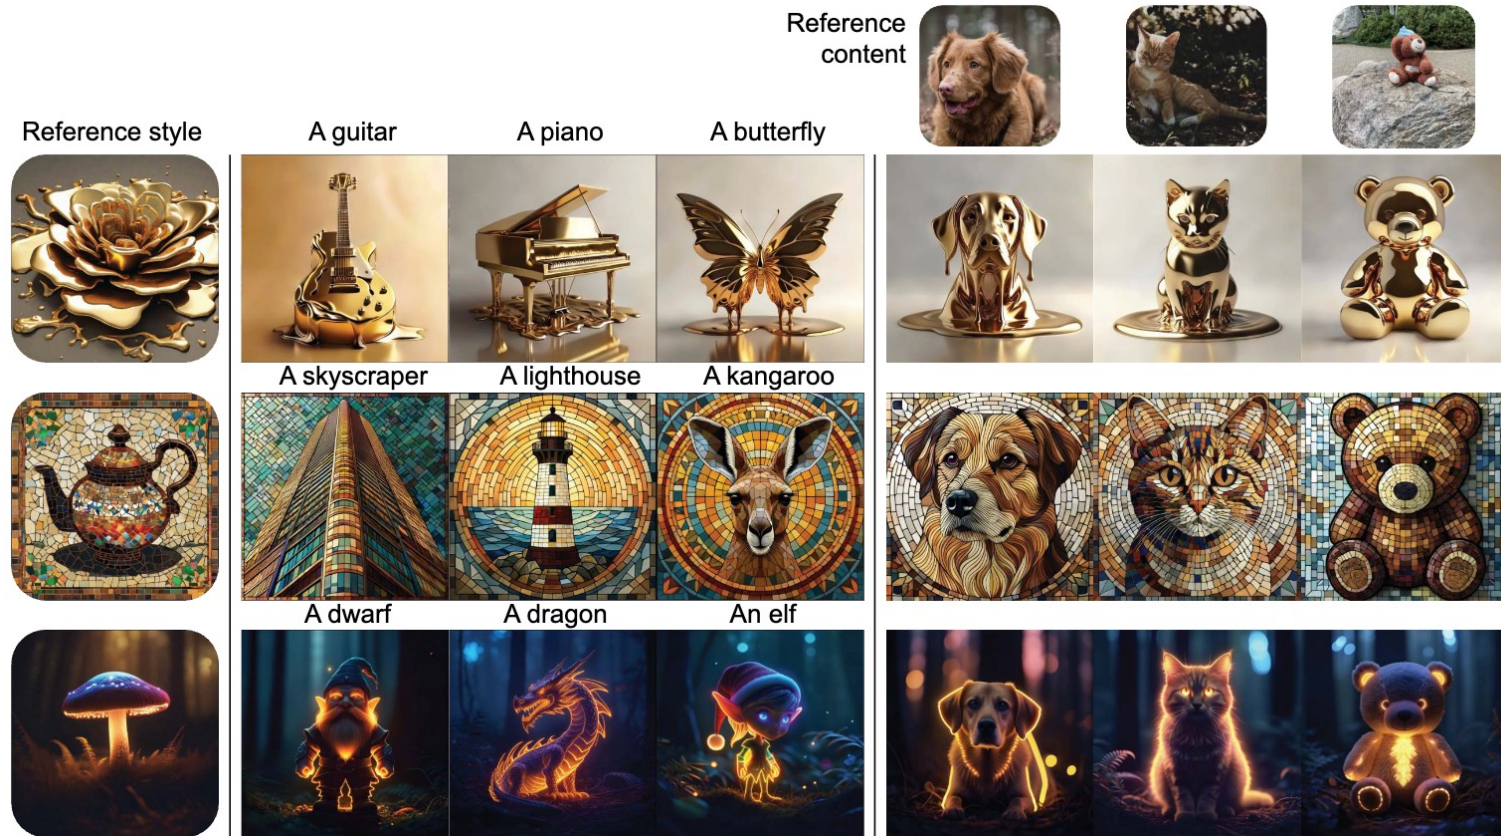 Reference
content
Reference style
A guitar
A piano
A butterfly
A skyscraper
A lighthouse
A kangaroo
A dwarf
A dragon
An elf